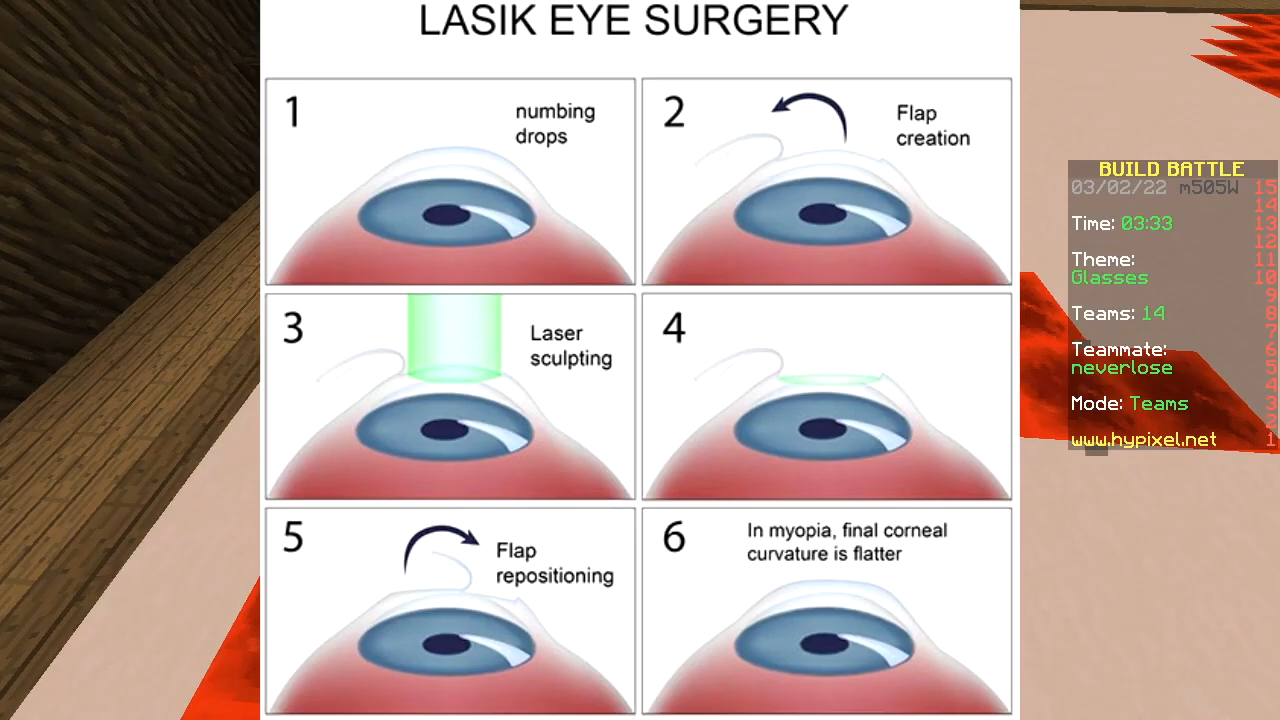 LASIK EYE SURGERY
1
numbing
drops
2
Flap
creation
3
Laser
sculpting
4
5
Flap
repositioning
6
In myopia, final corneal
curvature is flatter
BUILD BATTLE
03/02/22 m505W 15
14
Time: 03:33 13
12
Theme: 11
Glasses 10
9
Teams: 14 8
7
Teammate: 6
neverlose 5
4
Mode: Teams 3
2
www.hypixel.net 1